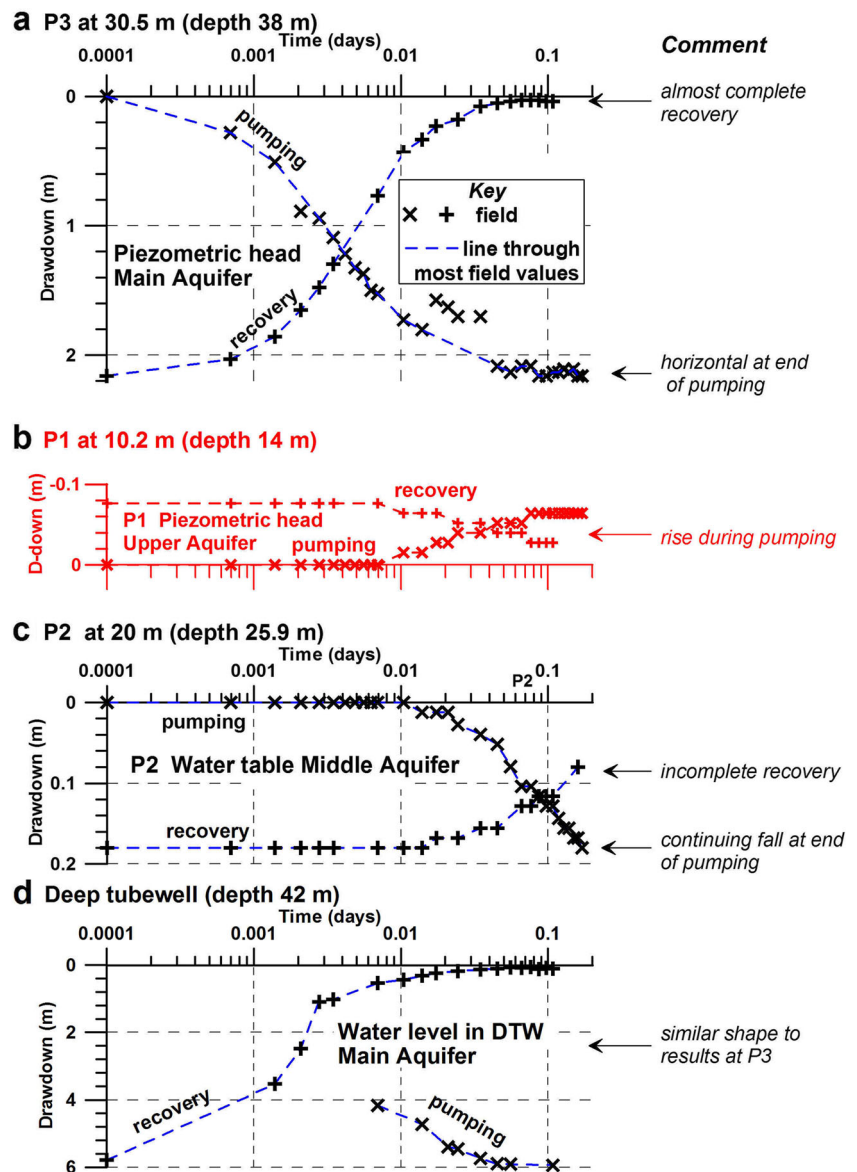 a P3 at 30.5 m (depth 38 m)
Time (days)
Comment
0.0001 0.001 0.01 0.1
0
1
2
Drawdown (m)
pumping
recovery
Piezometric head
Main Aquifer
Key
field
line through
most field values
almost complete
recovery
horizontal at end
of pumping
b P1 at 10.2 m (depth 14 m)
-0.1
0
D-down (m)
recovery
P1 Piezometric head
Upper Aquifer
pumping
rise during pumping
c P2 at 20 m (depth 25.9 m)
Time (days)
0.0001 0.001 0.01 0.1
P2
0
0.1
0.2
Drawdown (m)
pumping
P2 Water table Middle Aquifer
recovery
incomplete recovery
continuing fall at end
of pumping
d Deep tubewell (depth 42 m)
Time (days)
0.0001 0.001 0.01 0.1
0
2
4
6
Drawdown (m)
Water level in DTW
Main Aquifer
recovery
pumping
similar shape to
results at P3